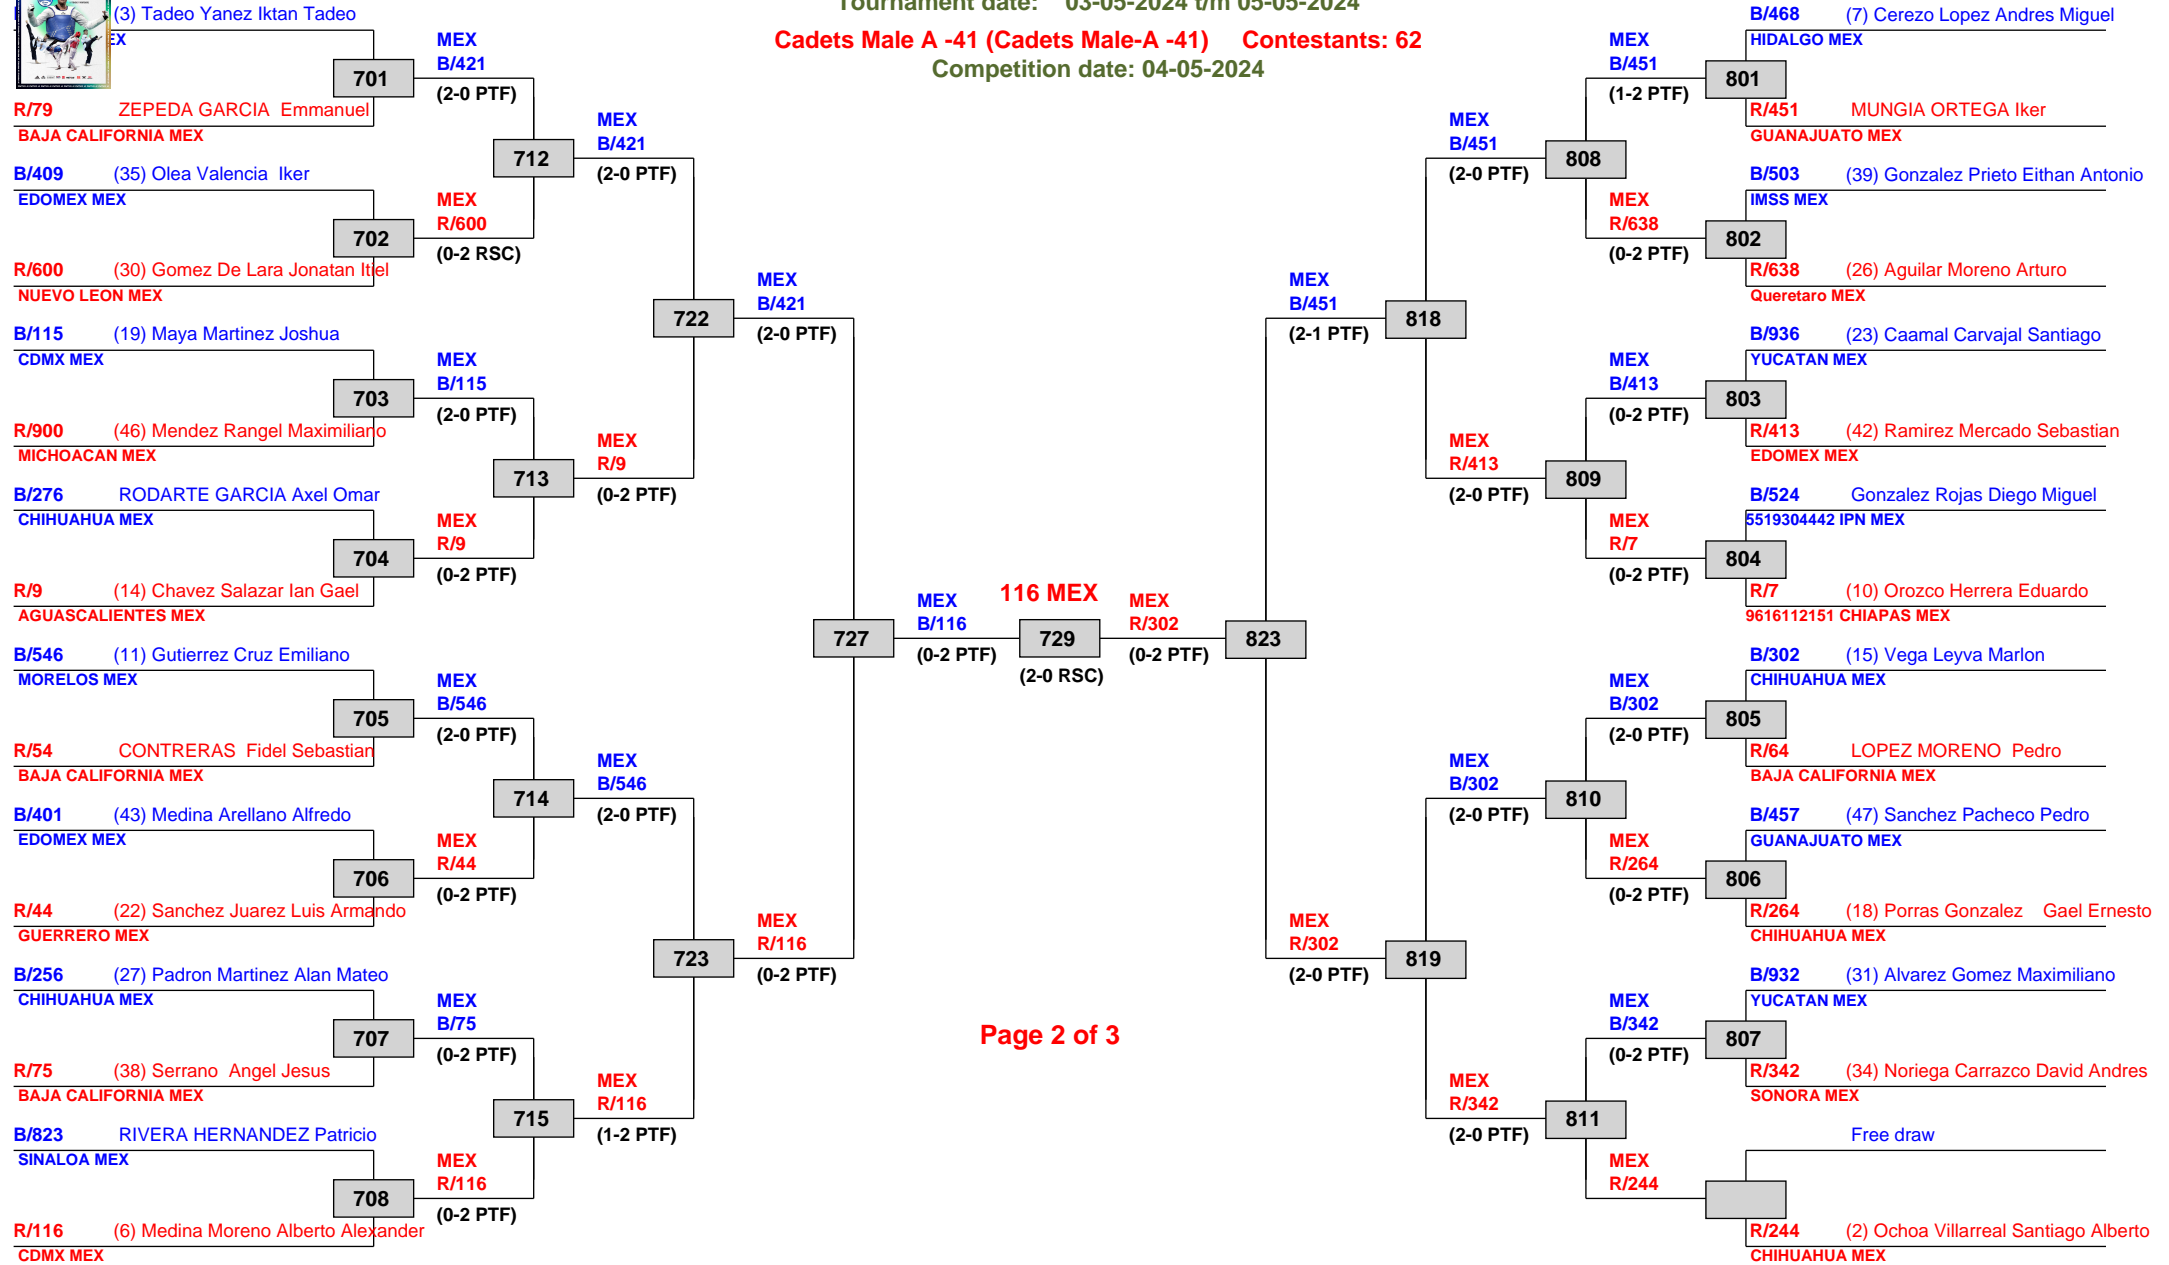 Tournament date: 03-05-2024 t/m 05-05-2024
Cadets Male A -41 (Cadets Male-A -41) Contestants: 62
Competition date: 04-05-2024
(3) Tadeo Yanez Iktan Tadeo
EX
701
R/79 ZEPEDA GARCIA Emmanuel
BAJA CALIFORNIA MEX
B/409 (35) Olea Valencia Iker
EDOMEX MEX
702
R/600 (30) Gomez De Lara Jonatan Itiel
NUEVO LEON MEX
B/115 (19) Maya Martinez Joshua
CDMX MEX
703
R/900 (46) Mendez Rangel Maximiliano
MICHOACAN MEX
B/276 RODARTE GARCIA Axel Omar
CHIHUAHUA MEX
704
R/9 (14) Chavez Salazar Ian Gael
AGUASCALIENTES MEX
B/546 (11) Gutierrez Cruz Emiliano
MORELOS MEX
705
R/54 CONTRERAS Fidel Sebastian
BAJA CALIFORNIA MEX
B/401 (43) Medina Arellano Alfredo
EDOMEX MEX
706
R/44 (22) Sanchez Juarez Luis Armando
GUERRERO MEX
B/256 (27) Padron Martinez Alan Mateo
CHIHUAHUA MEX
707
R/75 (38) Serrano Angel Jesus
BAJA CALIFORNIA MEX
B/823 RIVERA HERNANDEZ Patricio
SINALOA MEX
708
R/116 (6) Medina Moreno Alberto Alexander
CDMX MEX
MEX
B/421
(2-0 PTF)
712
MEX
R/600
(0-2 RSC)
MEX
B/115
(2-0 PTF)
713
MEX
R/9
(0-2 PTF)
MEX
B/546
(2-0 PTF)
714
MEX
R/44
(0-2 PTF)
MEX
B/75
(0-2 PTF)
715
MEX
R/116
(0-2 PTF)
MEX
B/421
(2-0 PTF)
722
MEX
R/9
(0-2 PTF)
MEX
B/546
(2-0 PTF)
723
MEX
R/116
(1-2 PTF)
MEX
B/421
(2-0 PTF)
727
MEX
R/116
(0-2 PTF)
MEX
B/116
(0-2 PTF)
116 MEX
729
(2-0 RSC)
MEX
R/302
(0-2 PTF)
823
Page 2 of 3
MEX
B/451
(2-1 PTF)
818
MEX
R/302
(2-0 PTF)
819
MEX
B/451
(2-0 PTF)
808
MEX
R/413
(2-0 PTF)
809
MEX
B/302
(2-0 PTF)
810
MEX
R/342
(2-0 PTF)
811
MEX
B/451
(1-2 PTF)
MEX
R/638
(0-2 PTF)
MEX
B/413
(0-2 PTF)
MEX
R/7
(0-2 PTF)
MEX
B/302
(2-0 PTF)
MEX
R/264
(0-2 PTF)
MEX
B/342
(0-2 PTF)
MEX
R/244
B/468 (7) Cerezo Lopez Andres Miguel
HIDALGO MEX
801
R/451 MUNGIA ORTEGA Iker
GUANAJUATO MEX
B/503 (39) Gonzalez Prieto Eithan Antonio
IMSS MEX
802
R/638 (26) Aguilar Moreno Arturo
Queretaro MEX
B/936 (23) Caamal Carvajal Santiago
YUCATAN MEX
803
R/413 (42) Ramirez Mercado Sebastian
EDOMEX MEX
B/524 Gonzalez Rojas Diego Miguel
5519304442 IPN MEX
804
R/7 (10) Orozco Herrera Eduardo
9616112151 CHIAPAS MEX
B/302 (15) Vega Leyva Marlon
CHIHUAHUA MEX
805
R/64 LOPEZ MORENO Pedro
BAJA CALIFORNIA MEX
B/457 (47) Sanchez Pacheco Pedro
GUANAJUATO MEX
806
R/264 (18) Porras Gonzalez Gael Ernesto
CHIHUAHUA MEX
B/932 (31) Alvarez Gomez Maximiliano
YUCATAN MEX
807
R/342 (34) Noriega Carrazco David Andres
SONORA MEX
Free draw
R/244 (2) Ochoa Villarreal Santiago Alberto
CHIHUAHUA MEX